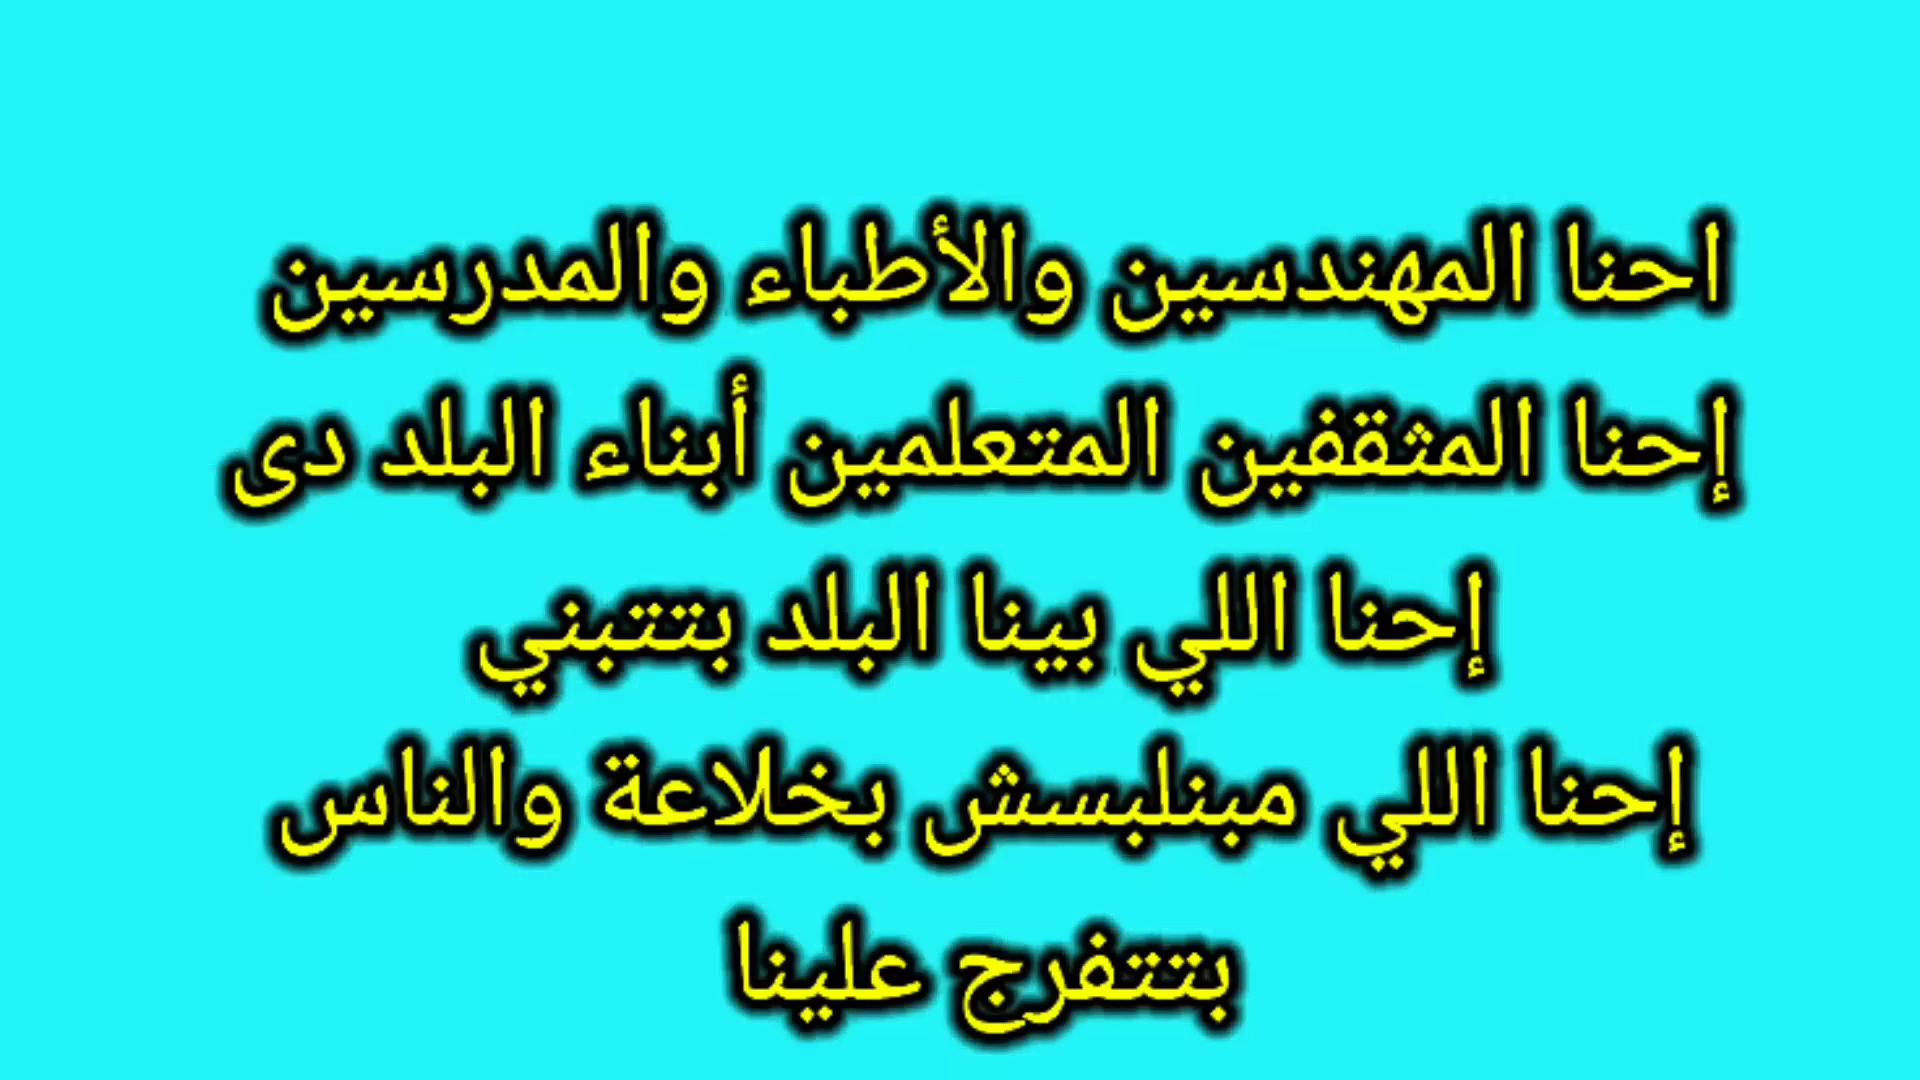 احنا المهندسين والأطباء والمدرسين
إحنا المثقفين المتعلمين أبناء البلد دى
إحنا اللي بينا البلد بتتبني
إحنا اللي مبنلبسش بخلاعة والناس
بتتفرج علينا